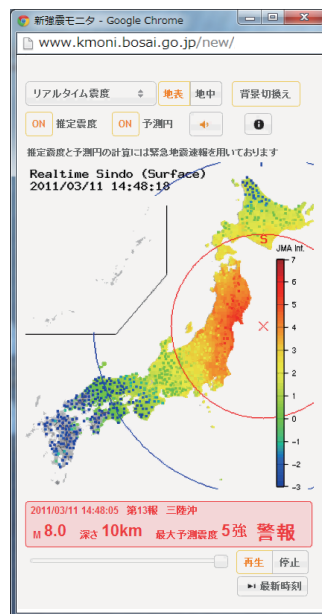 新強震モニタ - Google Chrome
www.kmoni.bosai.go.jp/new/
リアルタイム震度 地表 地中 背景切換え
ON 推定震度 ON 予測円
推定震度と予測円の計算には緊急地震速報を用いております
Realtime Sindo (Surface)
2011/03/11 14:48:18
S
JMA Int.
7
6
5
4
3
2
1
0
-1
-2
-3
2011/03/11 14:48:05 第13報 三陸沖
M 8.0 深さ 10km 最大予測震度 5強 警報
再生 停止
最新時刻